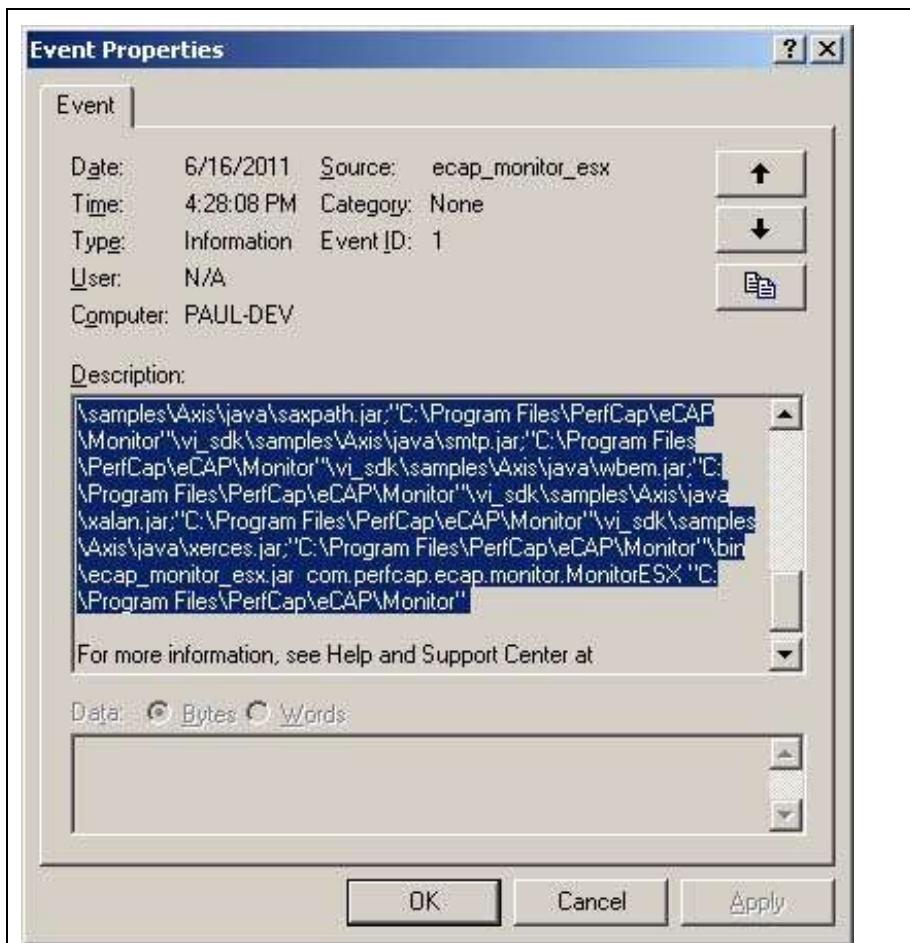 Event Properties
Event
Date: 6/16/2011 Source: ecap_monitor_esx
Time: 4:28:08 PM Category: None
Type: Information Event ID: 1
User: N/A
Computer: PAUL-DEV
Description:
\samples\Axis\java\saxpath.jar;"C:\Program Files\PerfCap\eCAP
\Monitor"\vi_sdk\samples\Axis\java\smtp.jar;"C:\Program Files
\PerfCap\eCAP\Monitor"\vi_sdk\samples\Axis\java\wbem.jar;"C:
\Program Files\PerfCap\eCAP\Monitor"\vi_sdk\samples\Axis\java
\xalan.jar;"C:\Program Files\PerfCap\eCAP\Monitor"\vi_sdk\samples
\Axis\java\xerces.jar;"C:\Program Files\PerfCap\eCAP\Monitor"\bin
\ecap_monitor_esx.jar com.perfcap.ecap.monitor.MonitorESX "C:
\Program Files\PerfCap\eCAP\Monitor"
For more information, see Help and Support Center at
Data: Bytes Words
OK Cancel Apply